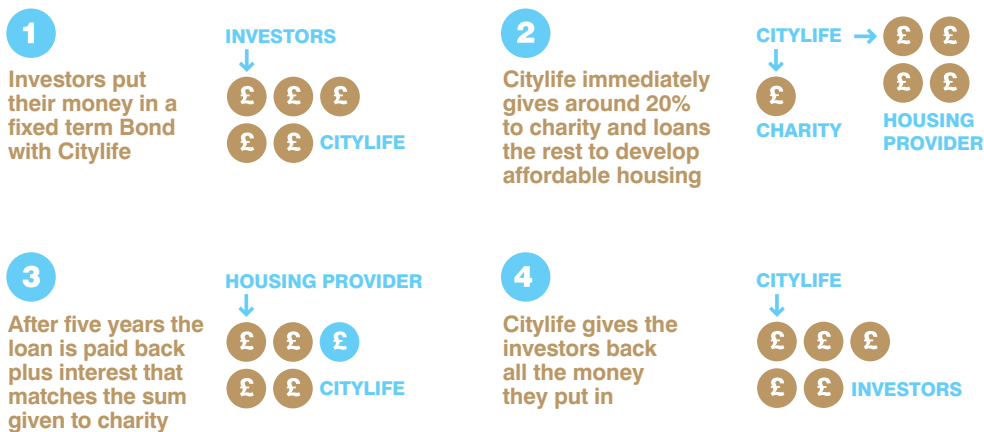 1
Investors put
their money in a
fixed term Bond
with Citylife
INVESTORS
↓
£ £ £
£ £ CITYLIFE
2
Citylife immediately
gives around 20%
to charity and loans
the rest to develop
affordable housing
CITYLIFE → £ £
↓
£ £ £
CHARITY
HOUSING
PROVIDER
3
After five years the
loan is paid back
plus interest that
matches the sum
given to charity
HOUSING PROVIDER
↓
£ £ £
£ £ CITYLIFE
4
Citylife gives the
investors back
all the money
they put in
CITYLIFE
↓
£ £ £
£ £ INVESTORS